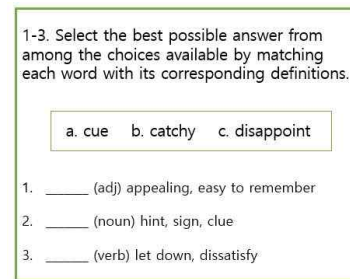 1-3. Select the best possible answer from
among the choices available by matching
each word with its corresponding definitions.
a. cue b. catchy c. disappoint
1. ______ (adj) appealing, easy to remember
2. ______ (noun) hint, sign, clue
3. ______ (verb) let down, dissatisfy